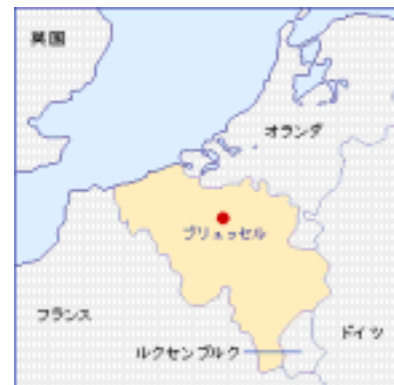 英国
オランダ
ブリュッセル
フランス
ドイツ
ルクセンブルク